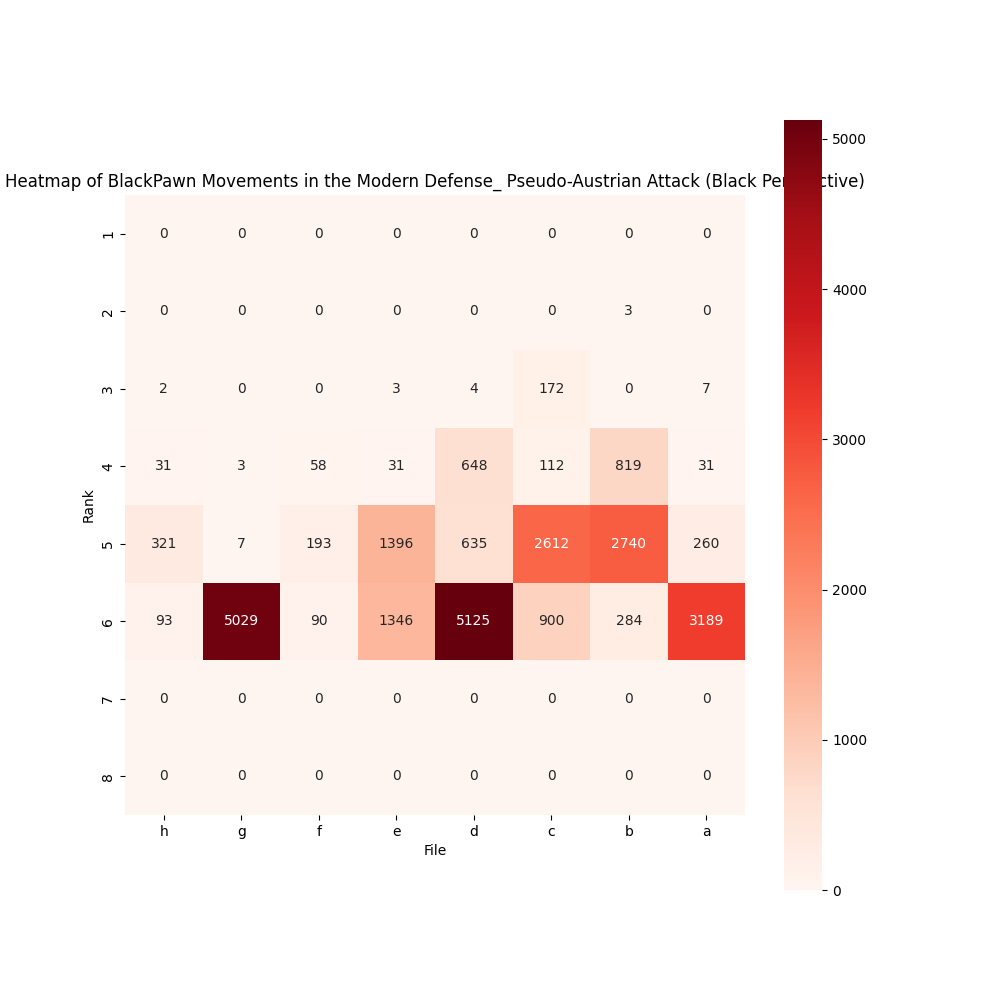 Heatmap of BlackPawn Movements in the Modern Defense_ Pseudo-Austrian Attack (Black Pe ctive)
5000
4000
3000
2000
1000
0
Rank
1 0 0 0 0 0 0 0 0
2 0 0 0 0 0 0 3 0
3 2 0 0 3 4 172 0 7
4 31 3 58 31 648 112 819 31
5 321 7 193 1396 635 2612 2740 260
6 93 5029 90 1346 5125 900 284 3189
7 0 0 0 0 0 0 0 0
8 0 0 0 0 0 0 0 0
h g f e d c b a
File